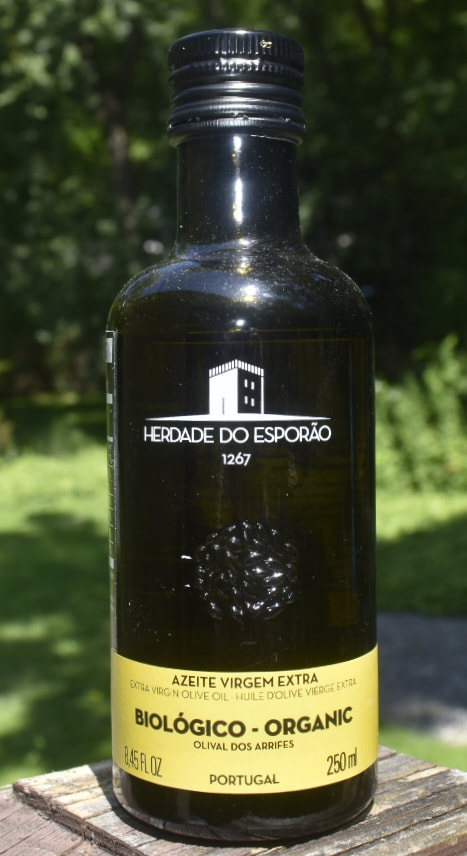 HERDADE DO ESPORÃO
1267
AZEITE VIRGEM EXTRA
EXTRA VIRGIN OLIVE OIL - HUILE D'OLIVE VIERGE EXTRA
BIOLÓGICO - ORGANIC
OLIVAL DOS ARRIFES
8,45 FL OZ 250 ml
PORTUGAL